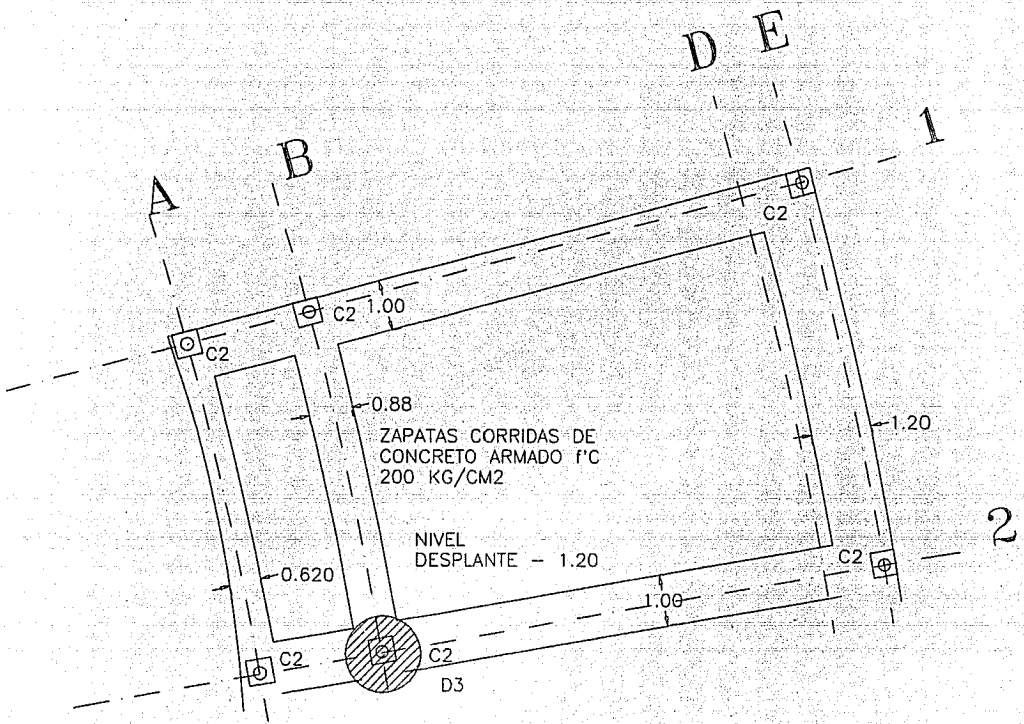 D E
1
A
B
C2
C2
1.00
C2
0.88
ZAPATAS CORRIDAS DE
CONCRETO ARMADO f'C
200 KG/CM2
1.20
2
NIVEL
DESPLANTE - 1.20
C2
0.620
1.00
C2
C2
D3